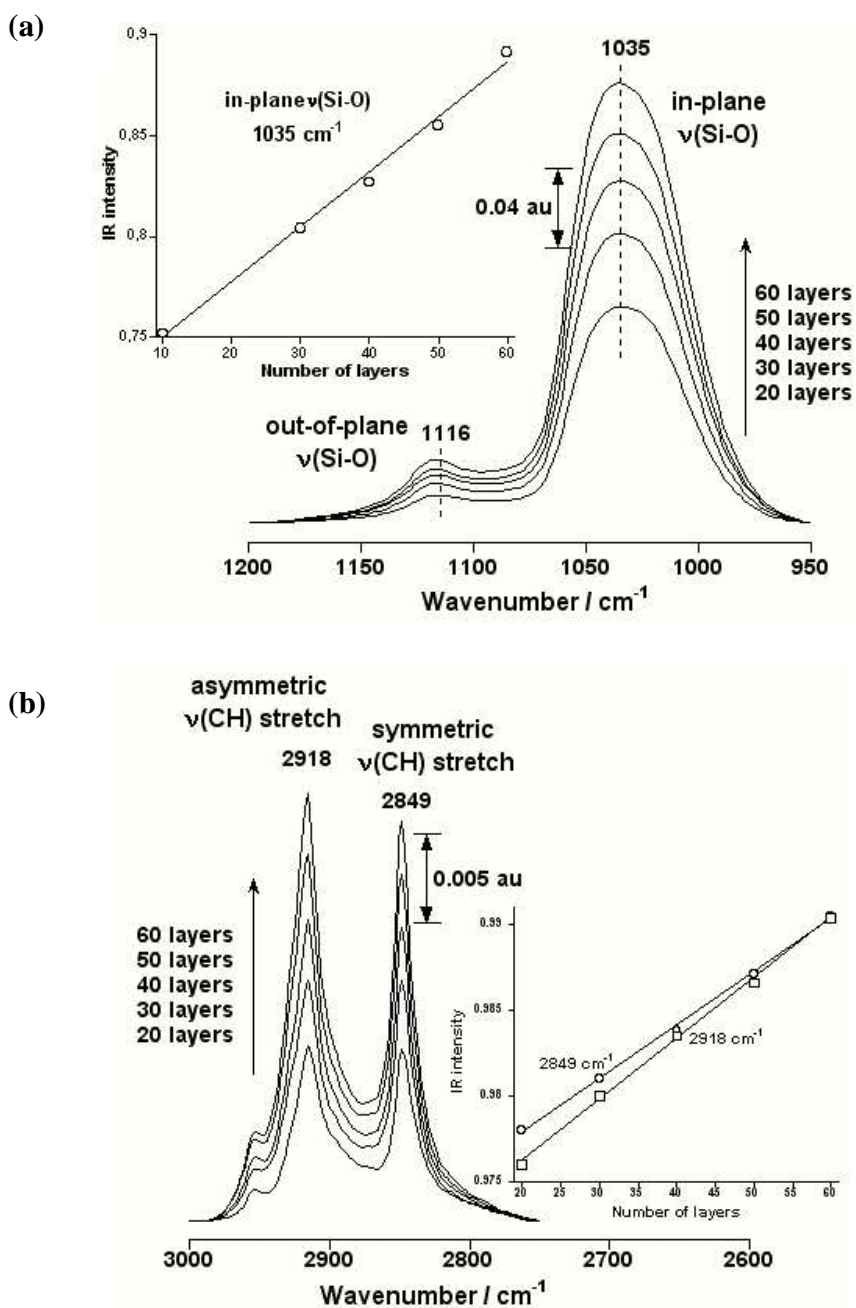 (a)
0,9
0,85
0,8
0,75
IR intensity
in-plane ν(Si-O)
1035 cm-1
10 20 30 40 50 60
Number of layers
1035
in-plane
ν(Si-O)
0.04 au
60 layers
50 layers
40 layers
30 layers
20 layers
out-of-plane
ν(Si-O)
1116
1200 1150 1100 1050 1000 950
Wavenumber / cm-1
(b)
asymmetric
ν(CH) stretch
2918
symmetric
ν(CH) stretch
2849
0.005 au
60 layers
50 layers
40 layers
30 layers
20 layers
0.99
0.985
0.98
0.975
IR intensity
2849 cm-1
2918 cm-1
20 25 30 35 40 45 50 55 60
Number of layers
3000 2900 2800 2700 2600
Wavenumber / cm-1